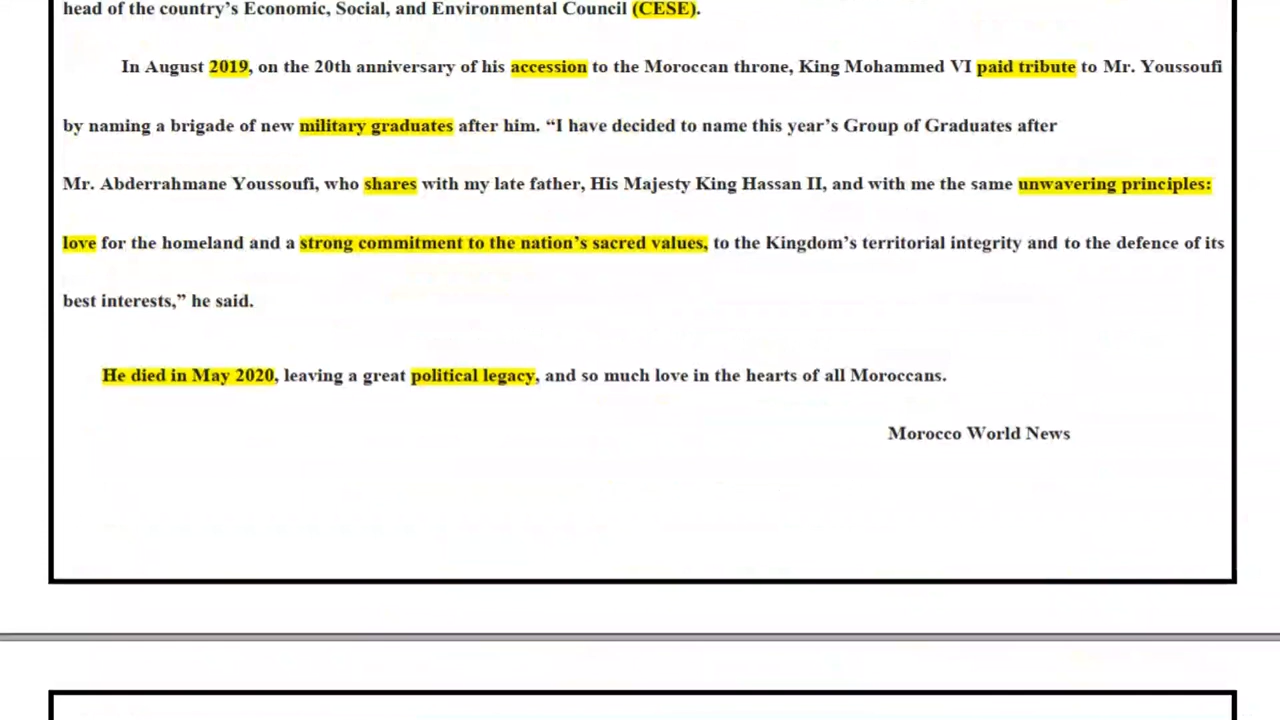 head of the country’s Economic, Social, and Environmental Council (CESE).
In August 2019, on the 20th anniversary of his accession to the Moroccan throne, King Mohammed VI paid tribute to Mr. Youssoufi
by naming a brigade of new military graduates after him. “I have decided to name this year’s Group of Graduates after
Mr. Abderrahmane Youssoufi, who shares with my late father, His Majesty King Hassan II, and with me the same unwavering principles:
love for the homeland and a strong commitment to the nation’s sacred values, to the Kingdom’s territorial integrity and to the defence of its
best interests,” he said.
He died in May 2020, leaving a great political legacy, and so much love in the hearts of all Moroccans.
Morocco World News